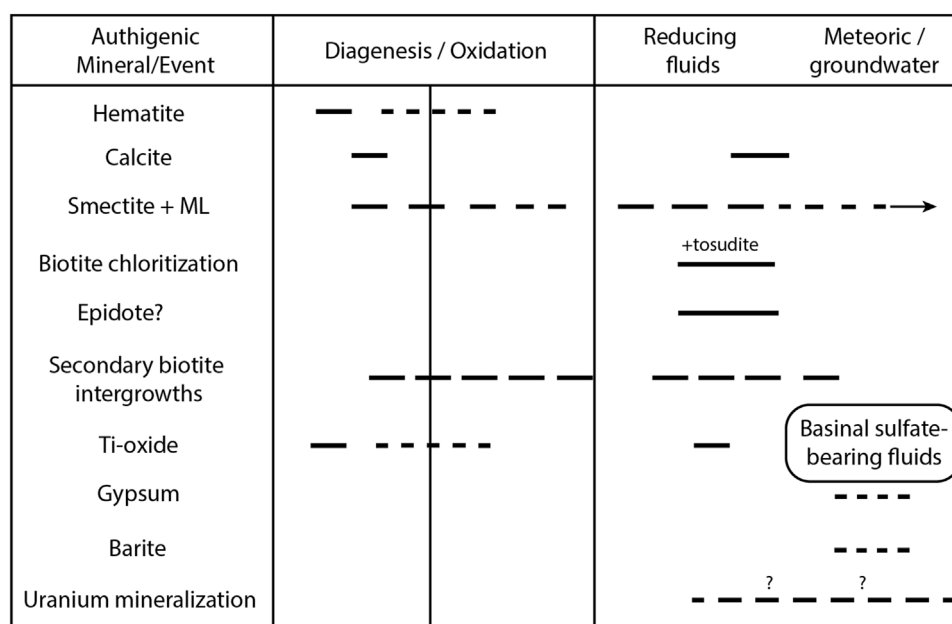 Authigenic
Mineral/Event
Diagenesis / Oxidation
Reducing
fluids
Meteoric /
groundwater
Hematite
Calcite
Smectite + ML
Biotite chloritization
+tosudite
Epidote?
Secondary biotite
intergrowths
Ti-oxide
Basinal sulfate-
bearing fluids
Gypsum
Barite
Uranium mineralization
? ?